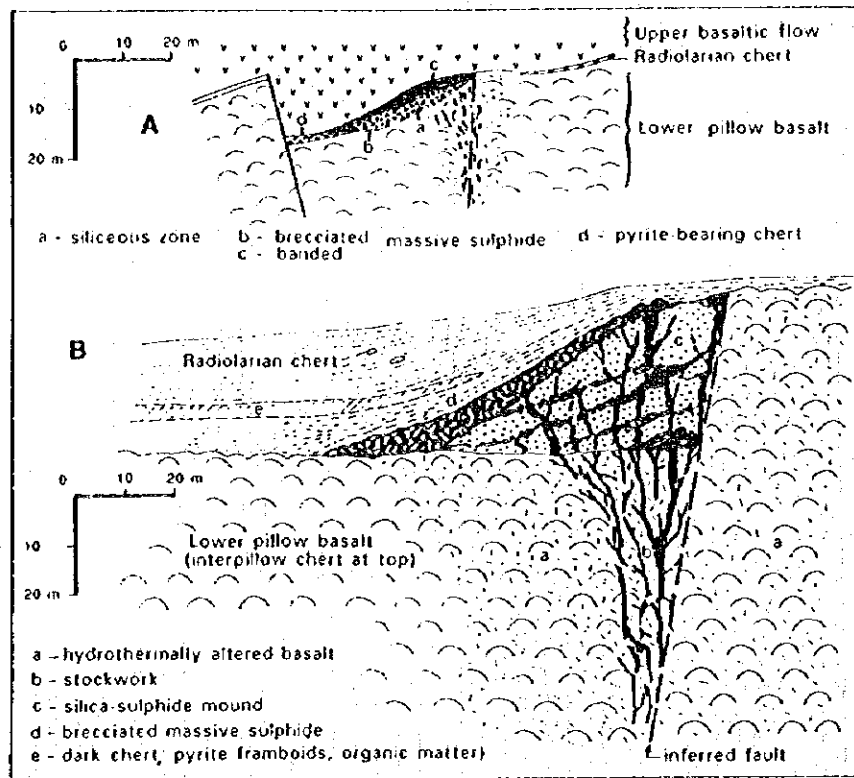 Upper basaltic flow
Radiolarian chert
0 10 20 m
A
c
d
a
b
10
20 m
Lower pillow basalt
a - siliceous zone b - brecciated massive sulphide d - pyrite-bearing chert
c - banded
B
Radiolarian chert
c
d
e
0 10 20 m
10
20 m
Lower pillow basalt
(interpillow chert at top)
a
b
a
a - hydrothermally altered basalt
b - stockwork
c - silica-sulphide mound
d - brecciated massive sulphide
e - dark chert, pyrite framboids, organic matter)
inferred fault